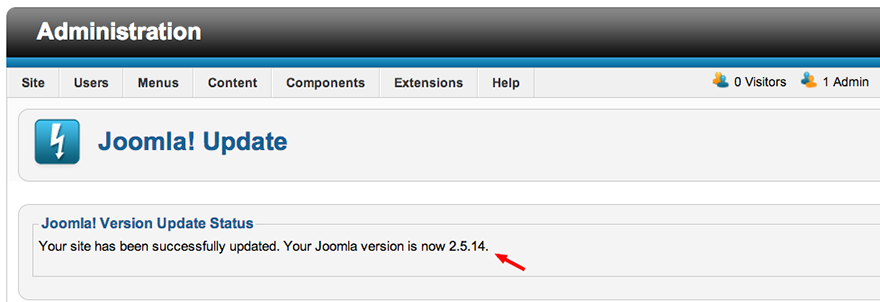 Administration
Site Users Menus Content Components Extensions Help 0 Visitors 1 Admin
Joomla! Update
Joomla! Version Update Status
Your site has been successfully updated. Your Joomla version is now 2.5.14.